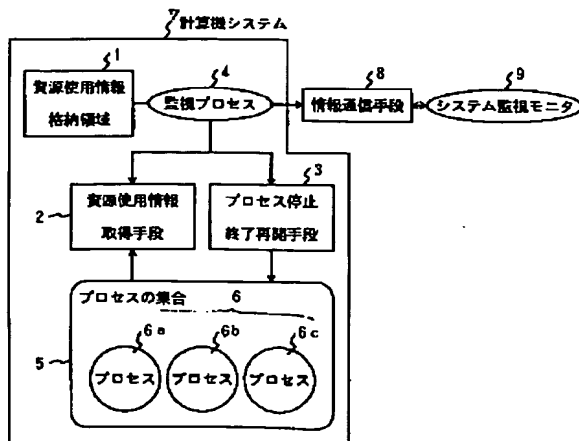 7 計算機システム
1
資源使用情報
格納領域
4
監視プロセス
8
情報通信手段
9
システム監視モニタ
2
資源使用情報
取得手段
3
プロセス停止
終了再開手段
プロセスの集合 6
5
6a
プロセス
6b
プロセス
6c
プロセス